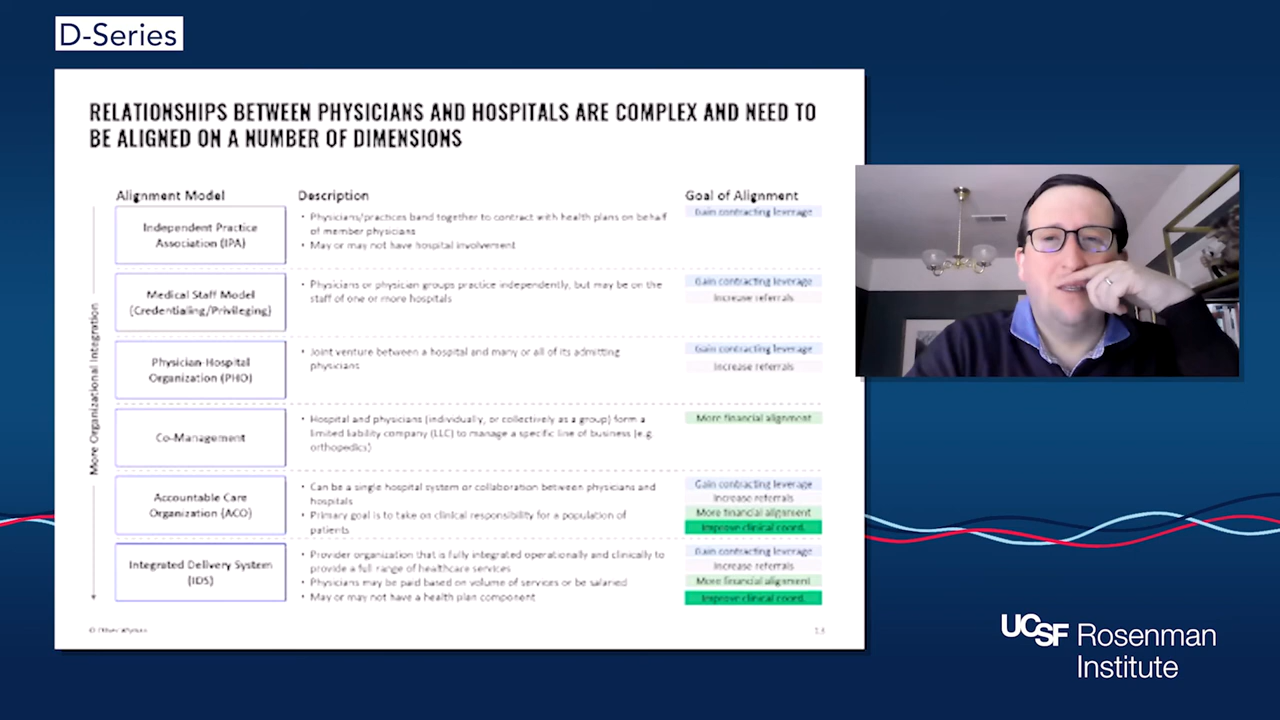 D-Series
RELATIONSHIPS BETWEEN PHYSICIANS AND HOSPITALS ARE COMPLEX AND NEED TO
BE ALIGNED ON A NUMBER OF DIMENSIONS
Alignment Model
Description
Goal of Alignment
More Organizational Integration
Independent Practice
Association (IPA)
• Physicians/practices band together to contract with health plans on behalf
of member physicians
• May or may not have hospital involvement
Gain contracting leverage
Medical Staff Model
(Credentialing/Privileging)
• Physicians or physician groups practice independently, but may be on the
staff of one or more hospitals
Gain contracting leverage
Increase referrals
Physician-Hospital
Organization (PHO)
• Joint venture between a hospital and many or all of its admitting
physicians
Gain contracting leverage
Increase referrals
Co-Management
• Hospital and physicians (individually, or collectively as a group) form a
limited liability company (LLC) to manage a specific line of business (e.g.
orthopedics)
More financial alignment
Accountable Care
Organization (ACO)
• Can be a single hospital system or collaboration between physicians and
hospitals
• Primary goal is to take on clinical responsibility for a population of
patients
Gain contracting leverage
Increase referrals
More financial alignment
Improve clinical coord.
Integrated Delivery System
(IDS)
• Provider organization that is fully integrated operationally and clinically to
provide a full range of healthcare services
• Physicians may be paid based on volume of services or be salaried
• May or may not have a health plan component
Gain contracting leverage
Increase referrals
More financial alignment
Improve clinical coord.
UCSF Rosenman
Institute